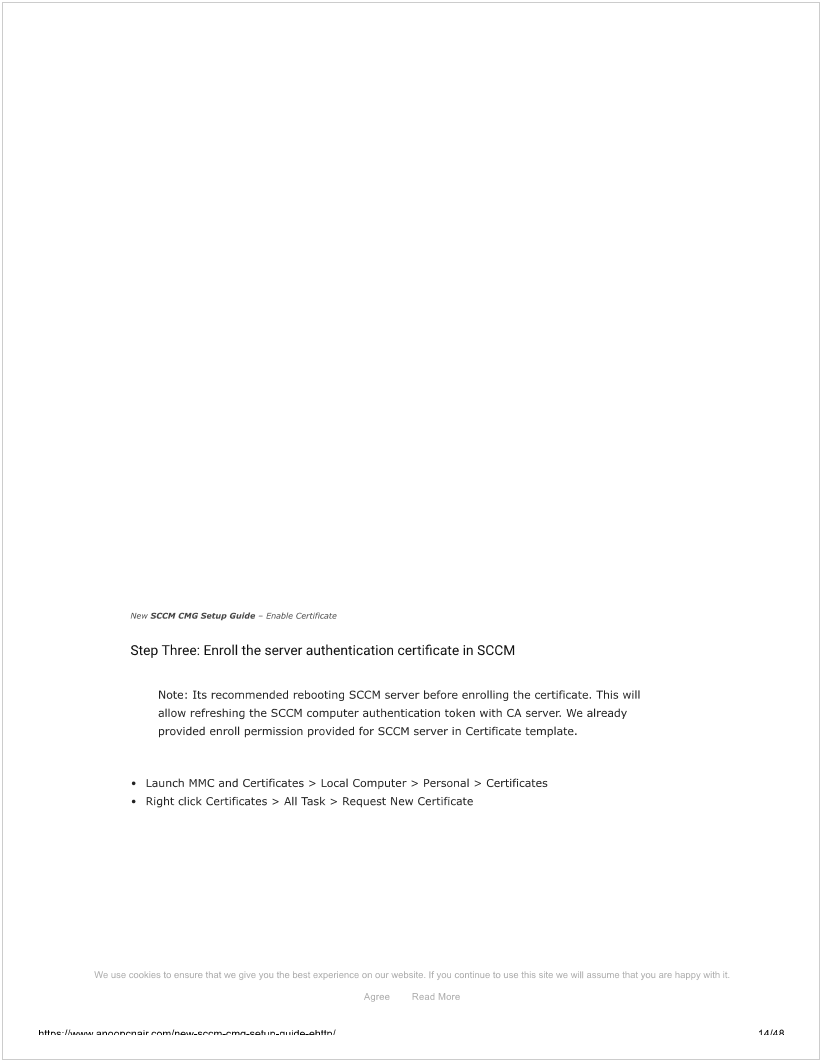 New SCCM CMG Setup Guide – Enable Certificate
Step Three: Enroll the server authentication certificate in SCCM
Note: Its recommended rebooting SCCM server before enrolling the certificate. This will
allow refreshing the SCCM computer authentication token with CA server. We already
provided enroll permission provided for SCCM server in Certificate template.
• Launch MMC and Certificates > Local Computer > Personal > Certificates
• Right click Certificates > All Task > Request New Certificate
We use cookies to ensure that we give you the best experience on our website. If you continue to use this site we will assume that you are happy with it.
Agree Read More
https://www.anoopcnair.com/new-sccm-cmg-setup-guide-ehttp/ 14/48